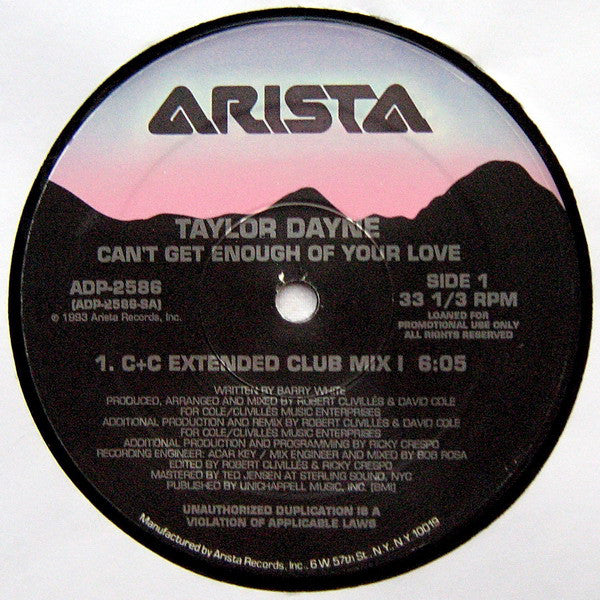 ARISTA
TAYLOR DAYNE
CAN'T GET ENOUGH OF YOUR LOVE
ADP-2586
(ADP-2586-SA)
℗ 1993 Arista Records, Inc.
SIDE 1
33 1/3 RPM
LOANED FOR
PROMOTIONAL USE ONLY
ALL RIGHTS RESERVED
1. C+C EXTENDED CLUB MIX I 6:05
WRITTEN BY BARRY WHITE
PRODUCED, ARRANGED AND MIXED BY ROBERT CLIVILLÉS & DAVID COLE
FOR COLE/CLIVILLÉS MUSIC ENTERPRISES
ADDITIONAL PRODUCTION AND REMIX BY ROBERT CLIVILLÉS & DAVID COLE
FOR COLE/CLIVILLÉS MUSIC ENTERPRISES
ADDITIONAL PRODUCTION AND PROGRAMMING BY RICKY CRESPO
RECORDING ENGINEER: ACAR KEY / MIX ENGINEER AND MIXED BY BOB ROSA
EDITED BY ROBERT CLIVILLÉS & RICKY CRESPO
MASTERED BY TED JENSEN AT STERLING SOUND, NYC
PUBLISHED BY UNICHAPPELL MUSIC, INC. [BMI]
UNAUTHORIZED DUPLICATION IS A
VIOLATION OF APPLICABLE LAWS
Manufactured by Arista Records, Inc., 6 W 57th St., N.Y., N.Y 10019